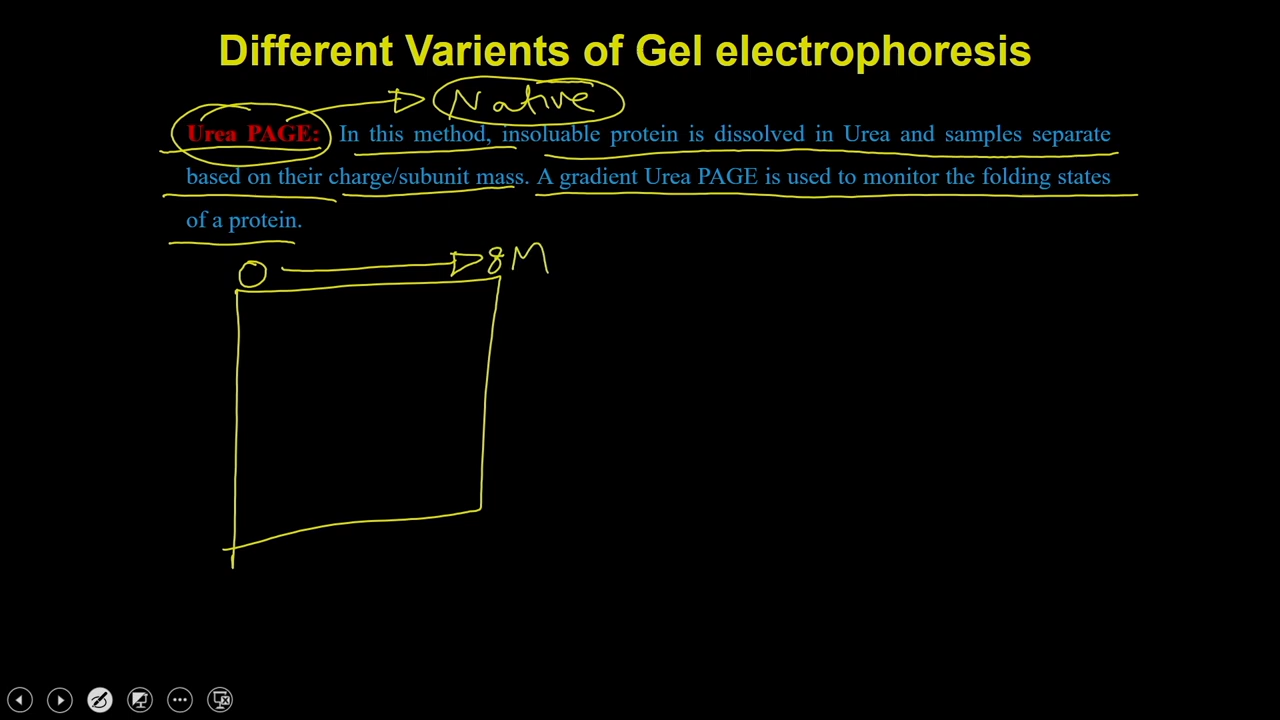 Different Varients of Gel electrophoresis
Native
Urea PAGE: In this method, insoluable protein is dissolved in Urea and samples separate
based on their charge/subunit mass. A gradient Urea PAGE is used to monitor the folding states
of a protein.
0 8M